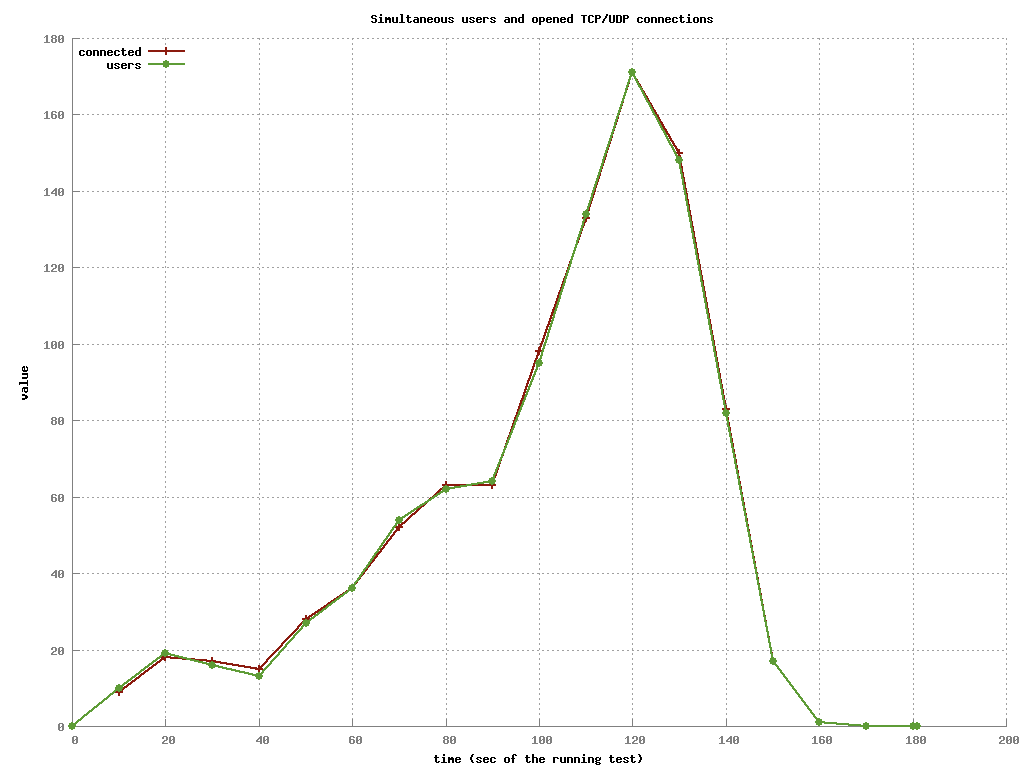 Simultaneous users and opened TCP/UDP connections
180
connected
users
160
140
120
100
value
80
60
40
20
0
0 20 40 60 80 100 120 140 160 180 200
time (sec of the running test)